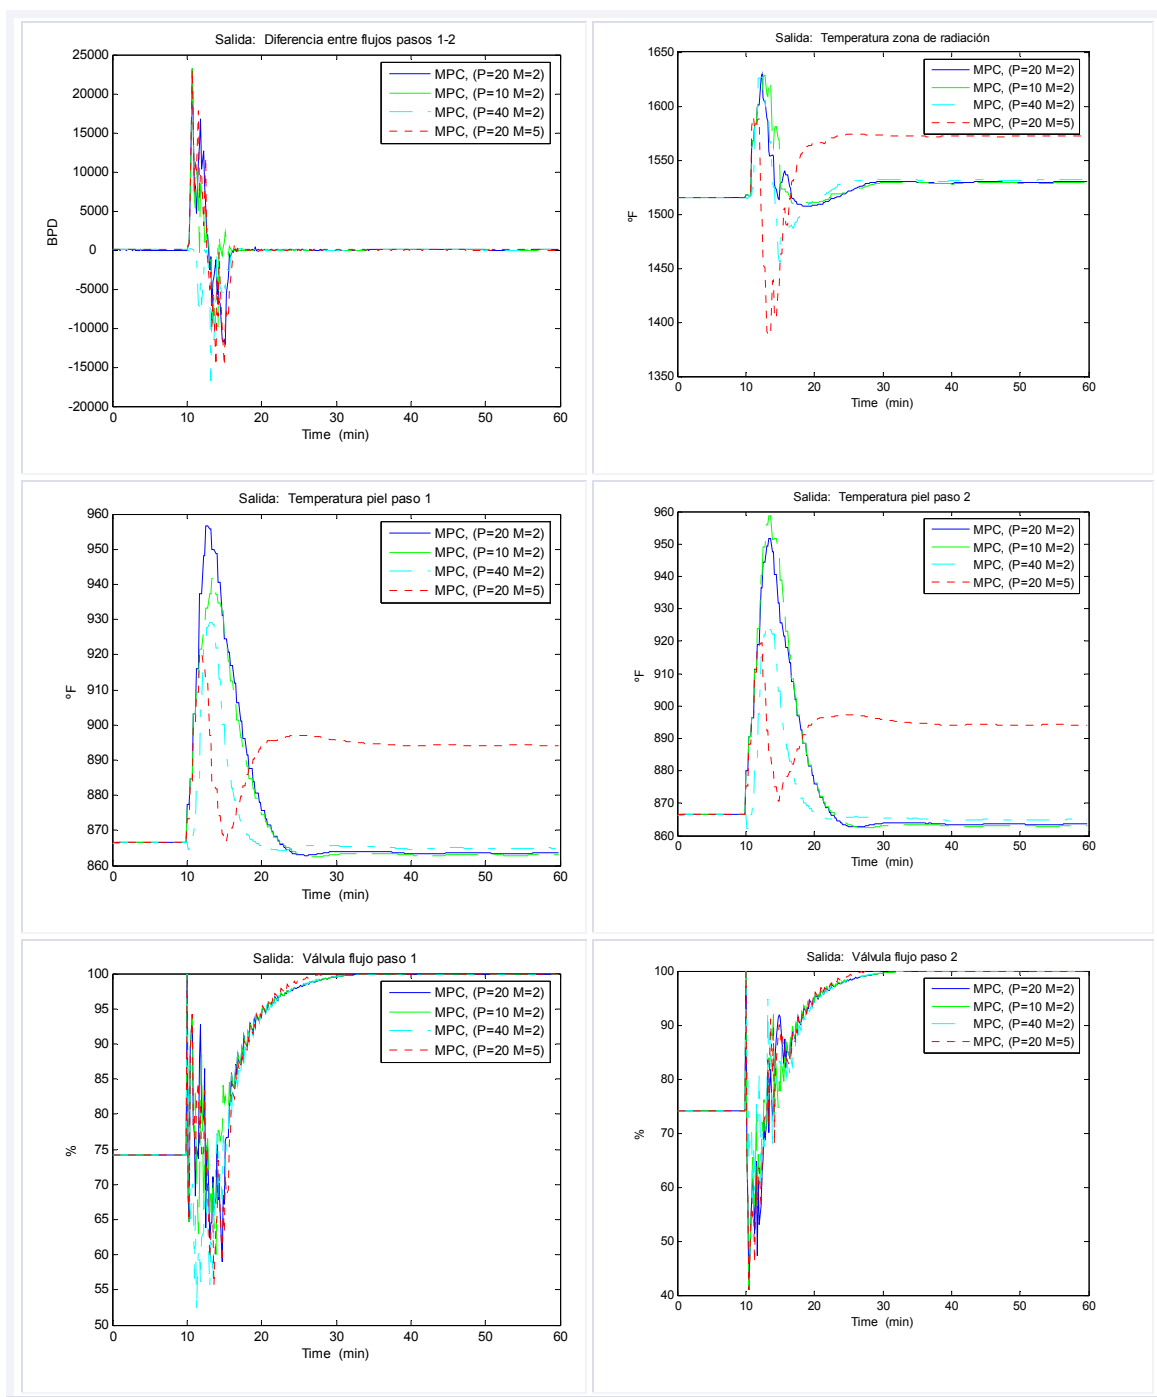 Salida: Diferencia entre flujos pasos 1-2
25000
20000
15000
10000
5000
0
-5000
-10000
-15000
-20000
BPD
0 10 20 30 40 50 60
Time (min)
MPC, (P=20 M=2)
MPC, (P=10 M=2)
MPC, (P=40 M=2)
MPC, (P=20 M=5)
Salida: Temperatura zona de radiación
1650
1600
1550
1500
1450
1400
1350
ºF
0 10 20 30 40 50 60
Time (min)
MPC, (P=20 M=2)
MPC, (P=10 M=2)
MPC, (P=40 M=2)
MPC, (P=20 M=5)
Salida: Temperatura piel paso 1
960
950
940
930
920
910
900
890
880
870
860
ºF
0 10 20 30 40 50 60
Time (min)
MPC, (P=20 M=2)
MPC, (P=10 M=2)
MPC, (P=40 M=2)
MPC, (P=20 M=5)
Salida: Temperatura piel paso 2
960
950
940
930
920
910
900
890
880
870
860
ºF
0 10 20 30 40 50 60
Time (min)
MPC, (P=20 M=2)
MPC, (P=10 M=2)
MPC, (P=40 M=2)
MPC, (P=20 M=5)
Salida: Válvula flujo paso 1
100
95
90
85
80
75
70
65
60
55
50
%
0 10 20 30 40 50 60
Time (min)
MPC, (P=20 M=2)
MPC, (P=10 M=2)
MPC, (P=40 M=2)
MPC, (P=20 M=5)
Salida: Válvula flujo paso 2
100
90
80
70
60
50
40
%
0 10 20 30 40 50 60
Time (min)
MPC, (P=20 M=2)
MPC, (P=10 M=2)
MPC, (P=40 M=2)
MPC, (P=20 M=5)